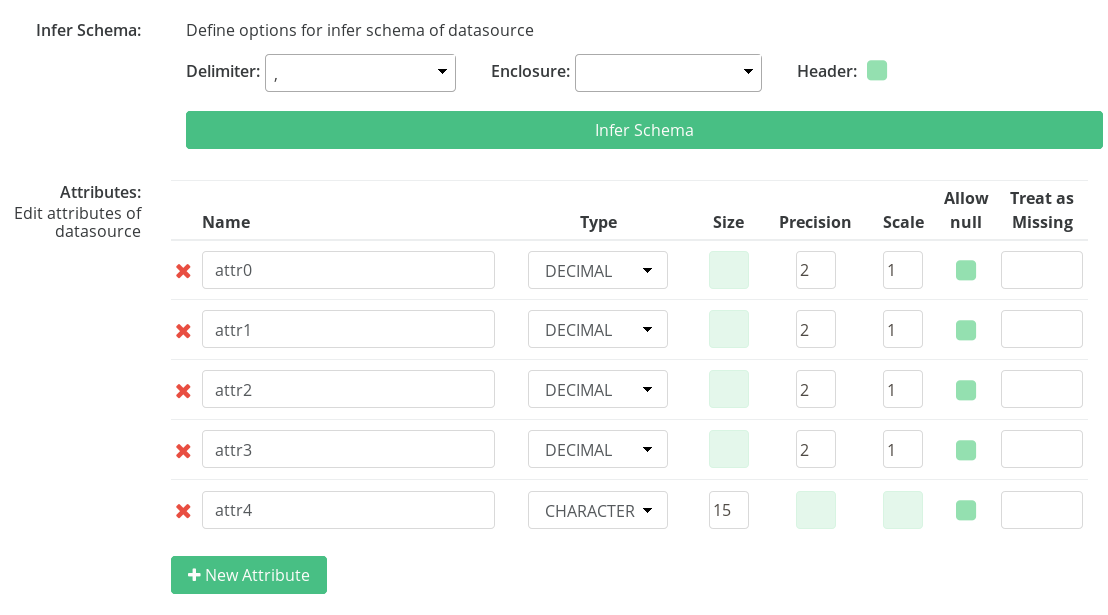 Infer Schema: Define options for infer schema of datasource
Delimiter: , Enclosure: Header:
Infer Schema
Attributes:
Edit attributes of
datasource
Name Type Size Precision Scale Allow null Treat as Missing
attr0 DECIMAL 2 1
attr1 DECIMAL 2 1
attr2 DECIMAL 2 1
attr3 DECIMAL 2 1
attr4 CHARACTER 15
New Attribute